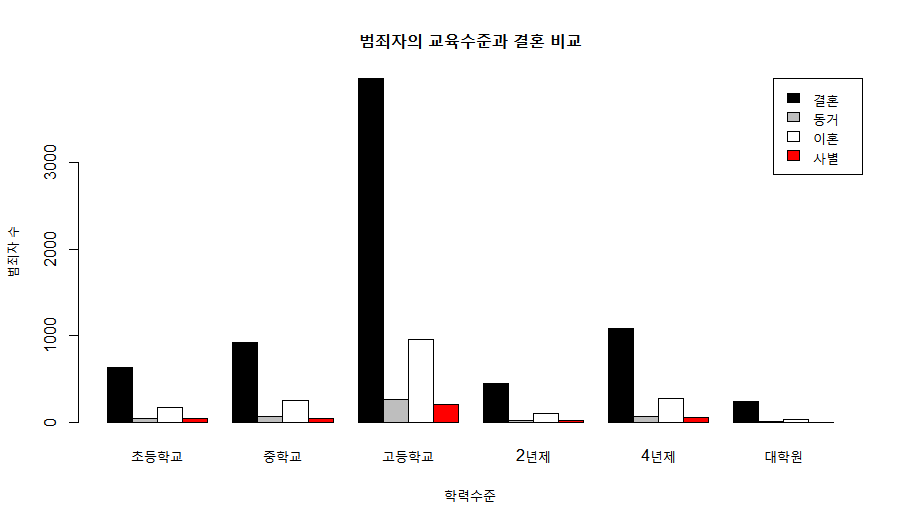 범죄자의 교육수준과 결혼 비교
결혼
동거
이혼
사별
범죄자 수
3000
2000
1000
0
초등학교
중학교
고등학교
2년제
4년제
대학원
학력수준